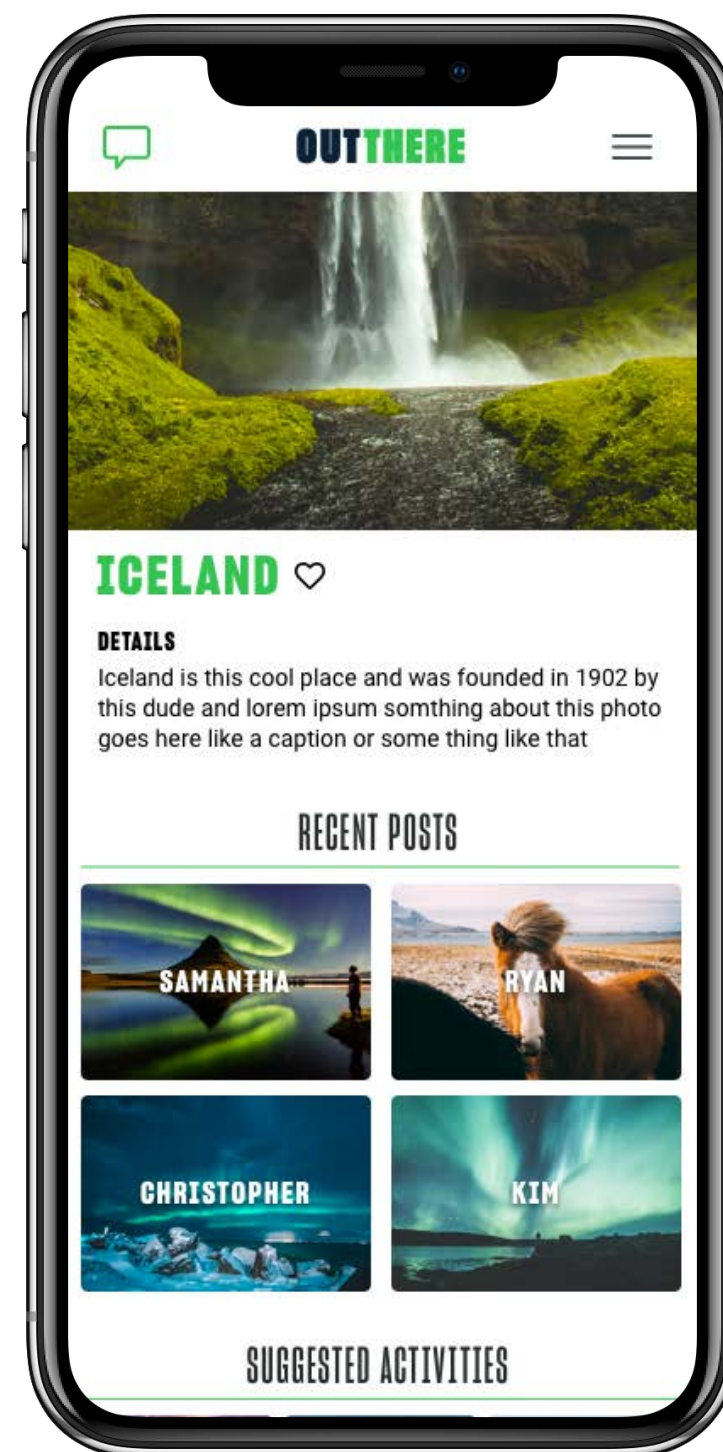 OUTTHERE
ICELAND
DETAILS
Iceland is this cool place and was founded in 1902 by
this dude and lorem ipsum somthing about this photo
goes here like a caption or some thing like that
RECENT POSTS
SAMANTHA
RYAN
CHRISTOPHER
KIM
SUGGESTED ACTIVITIES